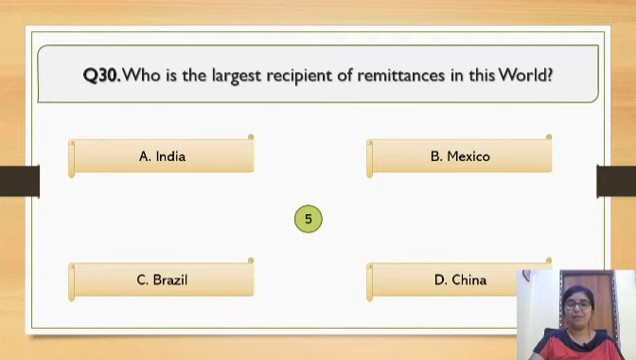 Q30. Who is the largest recipient of remittances in this World?
A. India
B. Mexico
5
C. Brazil
D. China